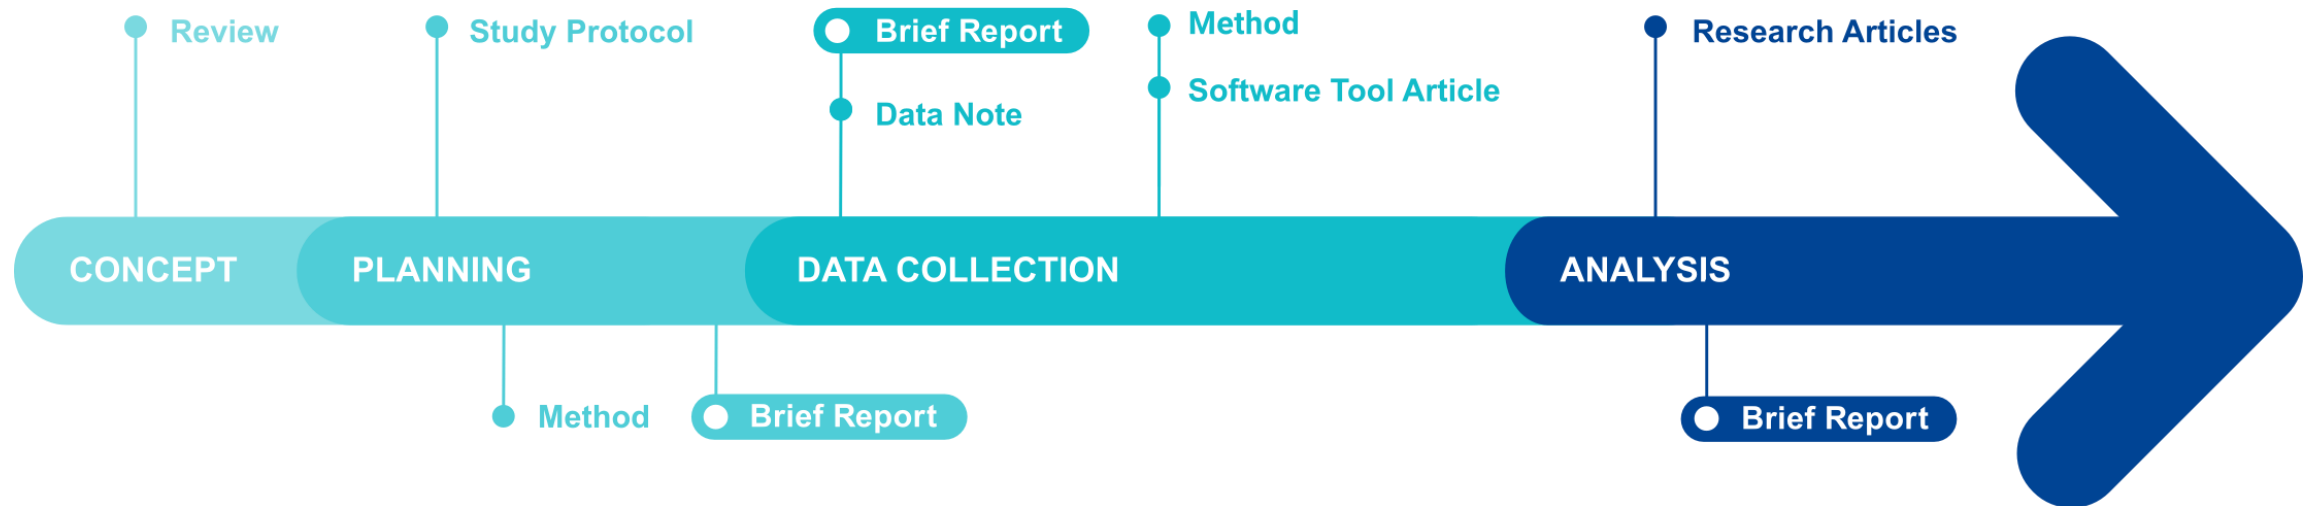 Review
Study Protocol
Brief Report
Data Note
Method
Software Tool Article
Research Articles
CONCEPT
PLANNING
DATA COLLECTION
ANALYSIS
Method
Brief Report
Brief Report